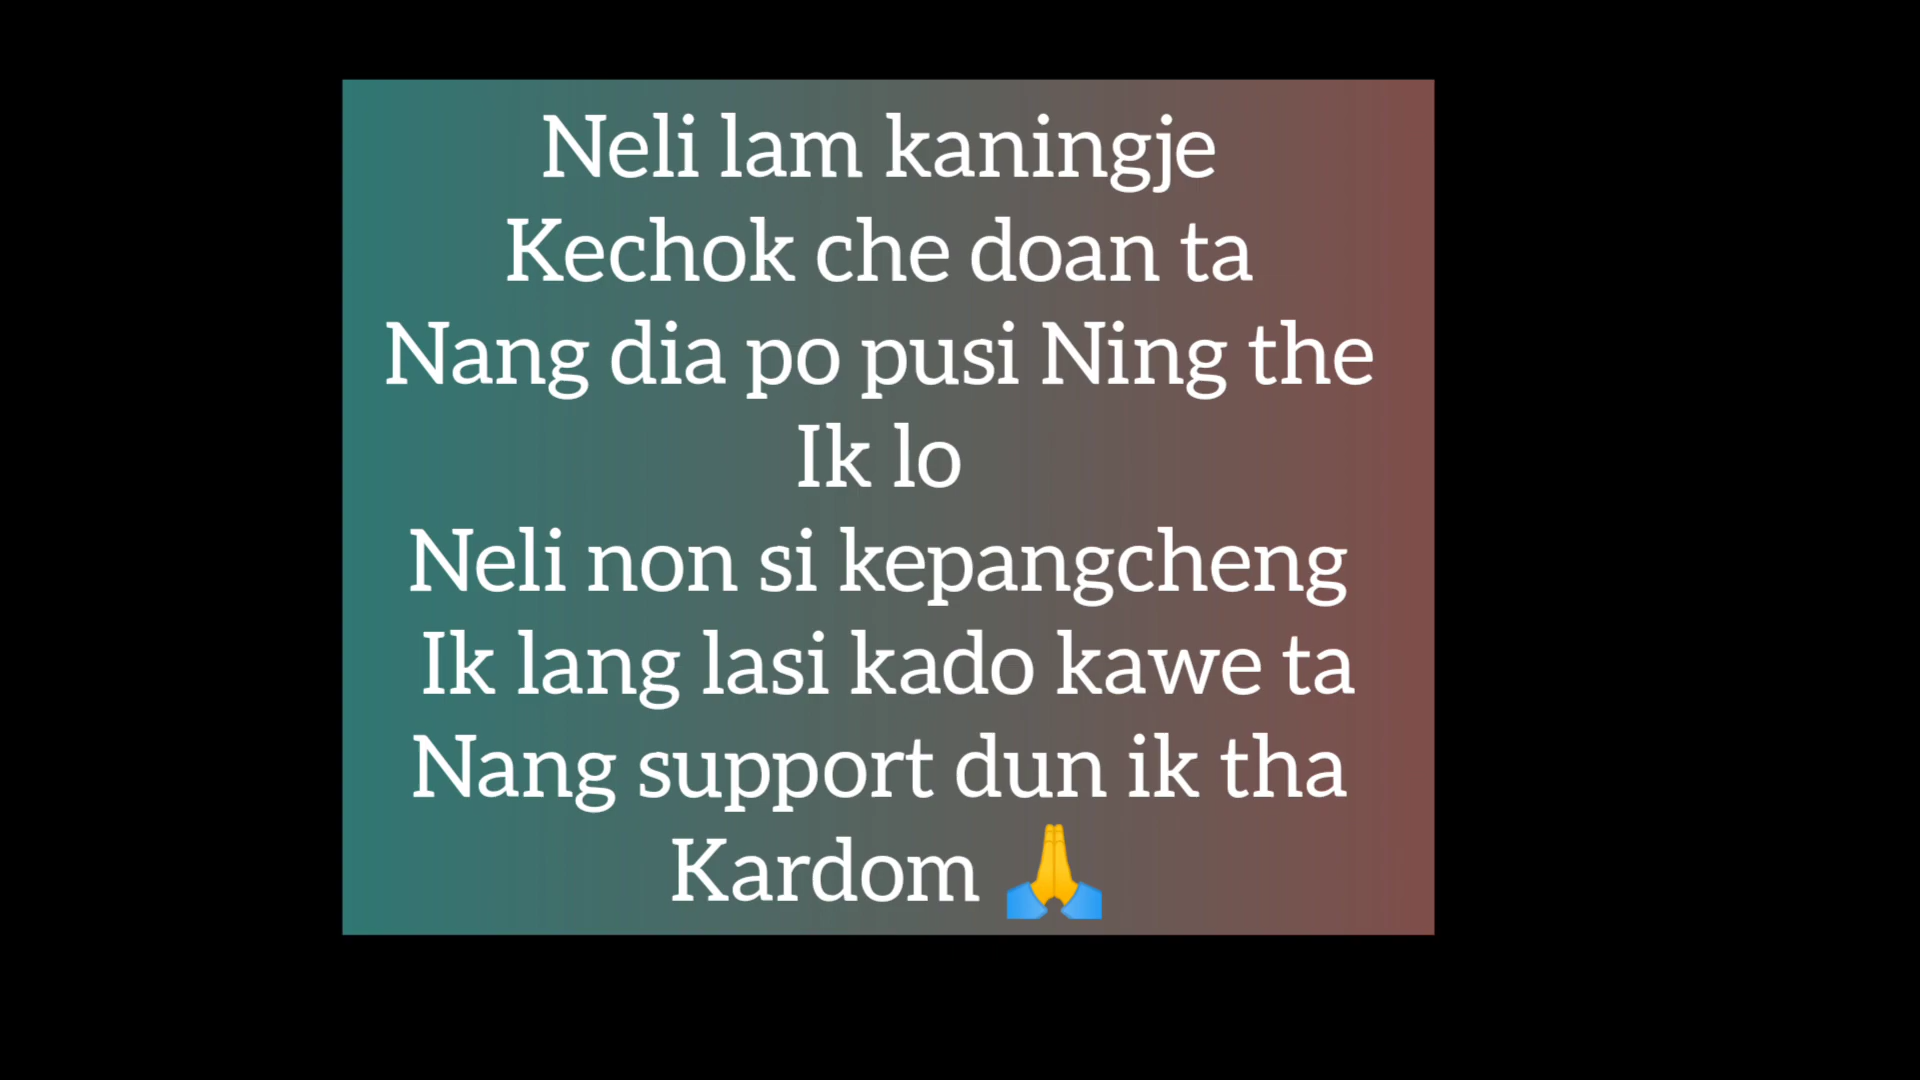 Neli lam kaningje
Kechok che doan ta
Nang dia po pusi Ning the
Ik lo
Neli non si kepangcheng
Ik lang lasi kado kawe ta
Nang support dun ik tha
Kardom 🙏